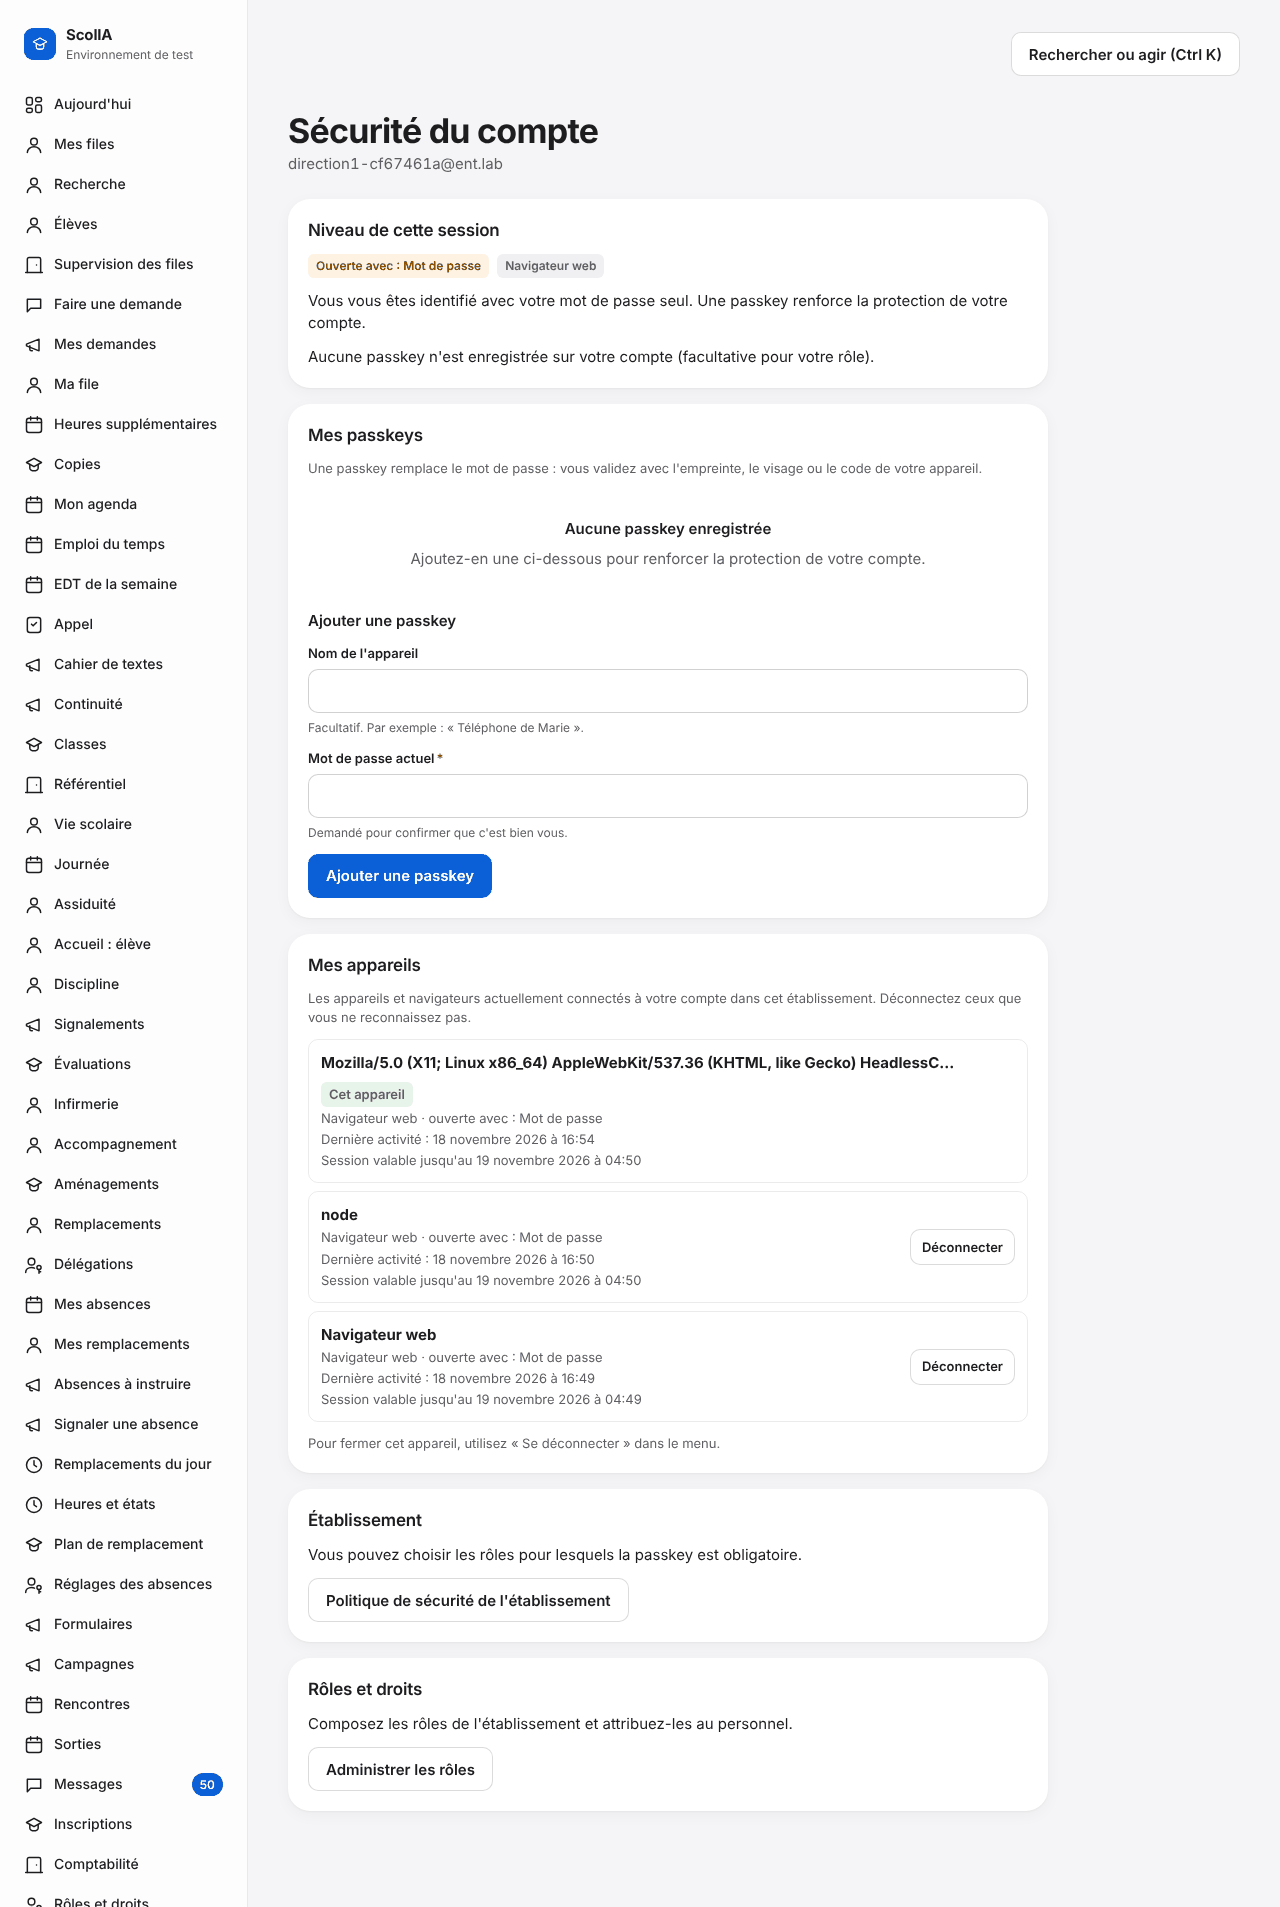 ScolIA
Environnement de test
Aujourd'hui
Mes files
Recherche
Élèves
Supervision des files
Faire une demande
Mes demandes
Ma file
Heures supplémentaires
Copies
Mon agenda
Emploi du temps
EDT de la semaine
Appel
Cahier de textes
Continuité
Classes
Référentiel
Vie scolaire
Journée
Assiduité
Accueil : élève
Discipline
Signalements
Évaluations
Infirmerie
Accompagnement
Aménagements
Remplacements
Délégations
Mes absences
Mes remplacements
Absences à instruire
Signaler une absence
Remplacements du jour
Heures et états
Plan de remplacement
Réglages des absences
Formulaires
Campagnes
Rencontres
Sorties
Messages 50
Inscriptions
Comptabilité
Rôles et droits
Rechercher ou agir (Ctrl K)
Sécurité du compte
direction1-cf67461a@ent.lab
Niveau de cette session
Ouverte avec : Mot de passe Navigateur web
Vous vous êtes identifié avec votre mot de passe seul. Une passkey renforce la protection de votre
compte.
Aucune passkey n'est enregistrée sur votre compte (facultative pour votre rôle).
Mes passkeys
Une passkey remplace le mot de passe : vous validez avec l'empreinte, le visage ou le code de votre appareil.
Aucune passkey enregistrée
Ajoutez-en une ci-dessous pour renforcer la protection de votre compte.
Ajouter une passkey
Nom de l'appareil
Facultatif. Par exemple : « Téléphone de Marie ».
Mot de passe actuel *
Demandé pour confirmer que c'est bien vous.
Ajouter une passkey
Mes appareils
Les appareils et navigateurs actuellement connectés à votre compte dans cet établissement. Déconnectez ceux que
vous ne reconnaissez pas.
Mozilla/5.0 (X11; Linux x86_64) AppleWebKit/537.36 (KHTML, like Gecko) HeadlessC...
Cet appareil
Navigateur web · ouverte avec : Mot de passe
Dernière activité : 18 novembre 2026 à 16:54
Session valable jusqu'au 19 novembre 2026 à 04:50
node
Navigateur web · ouverte avec : Mot de passe
Dernière activité : 18 novembre 2026 à 16:50
Session valable jusqu'au 19 novembre 2026 à 04:50
Déconnecter
Navigateur web
Navigateur web · ouverte avec : Mot de passe
Dernière activité : 18 novembre 2026 à 16:49
Session valable jusqu'au 19 novembre 2026 à 04:49
Déconnecter
Pour fermer cet appareil, utilisez « Se déconnecter » dans le menu.
Établissement
Vous pouvez choisir les rôles pour lesquels la passkey est obligatoire.
Politique de sécurité de l'établissement
Rôles et droits
Composez les rôles de l'établissement et attribuez-les au personnel.
Administrer les rôles